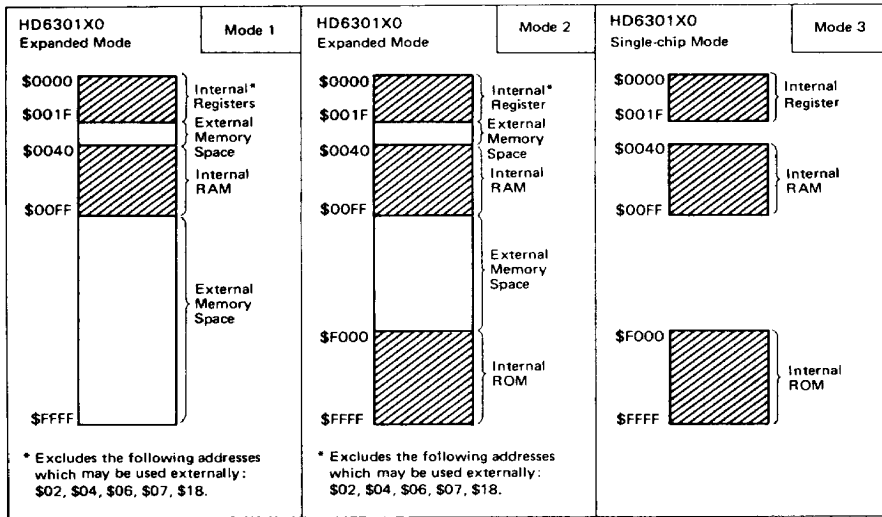 HD6301X0
Expanded Mode
Mode 1
$0000
Internal*
Registers
$001F
External
Memory
Space
$0040
Internal
RAM
$00FF
External
Memory
Space
$FFFF
* Excludes the following addresses
which may be used externally:
$02, $04, $06, $07, $18.
HD6301X0
Expanded Mode
Mode 2
$0000
Internal*
Register
$001F
External
Memory
Space
$0040
Internal
RAM
$00FF
External
Memory
Space
$F000
Internal
ROM
$FFFF
* Excludes the following addresses
which may be used externally:
$02, $04, $06, $07, $18.
HD6301X0
Single-chip Mode
Mode 3
$0000
Internal
Register
$001F
$0040
Internal
RAM
$00FF
$F000
Internal
ROM
$FFFF